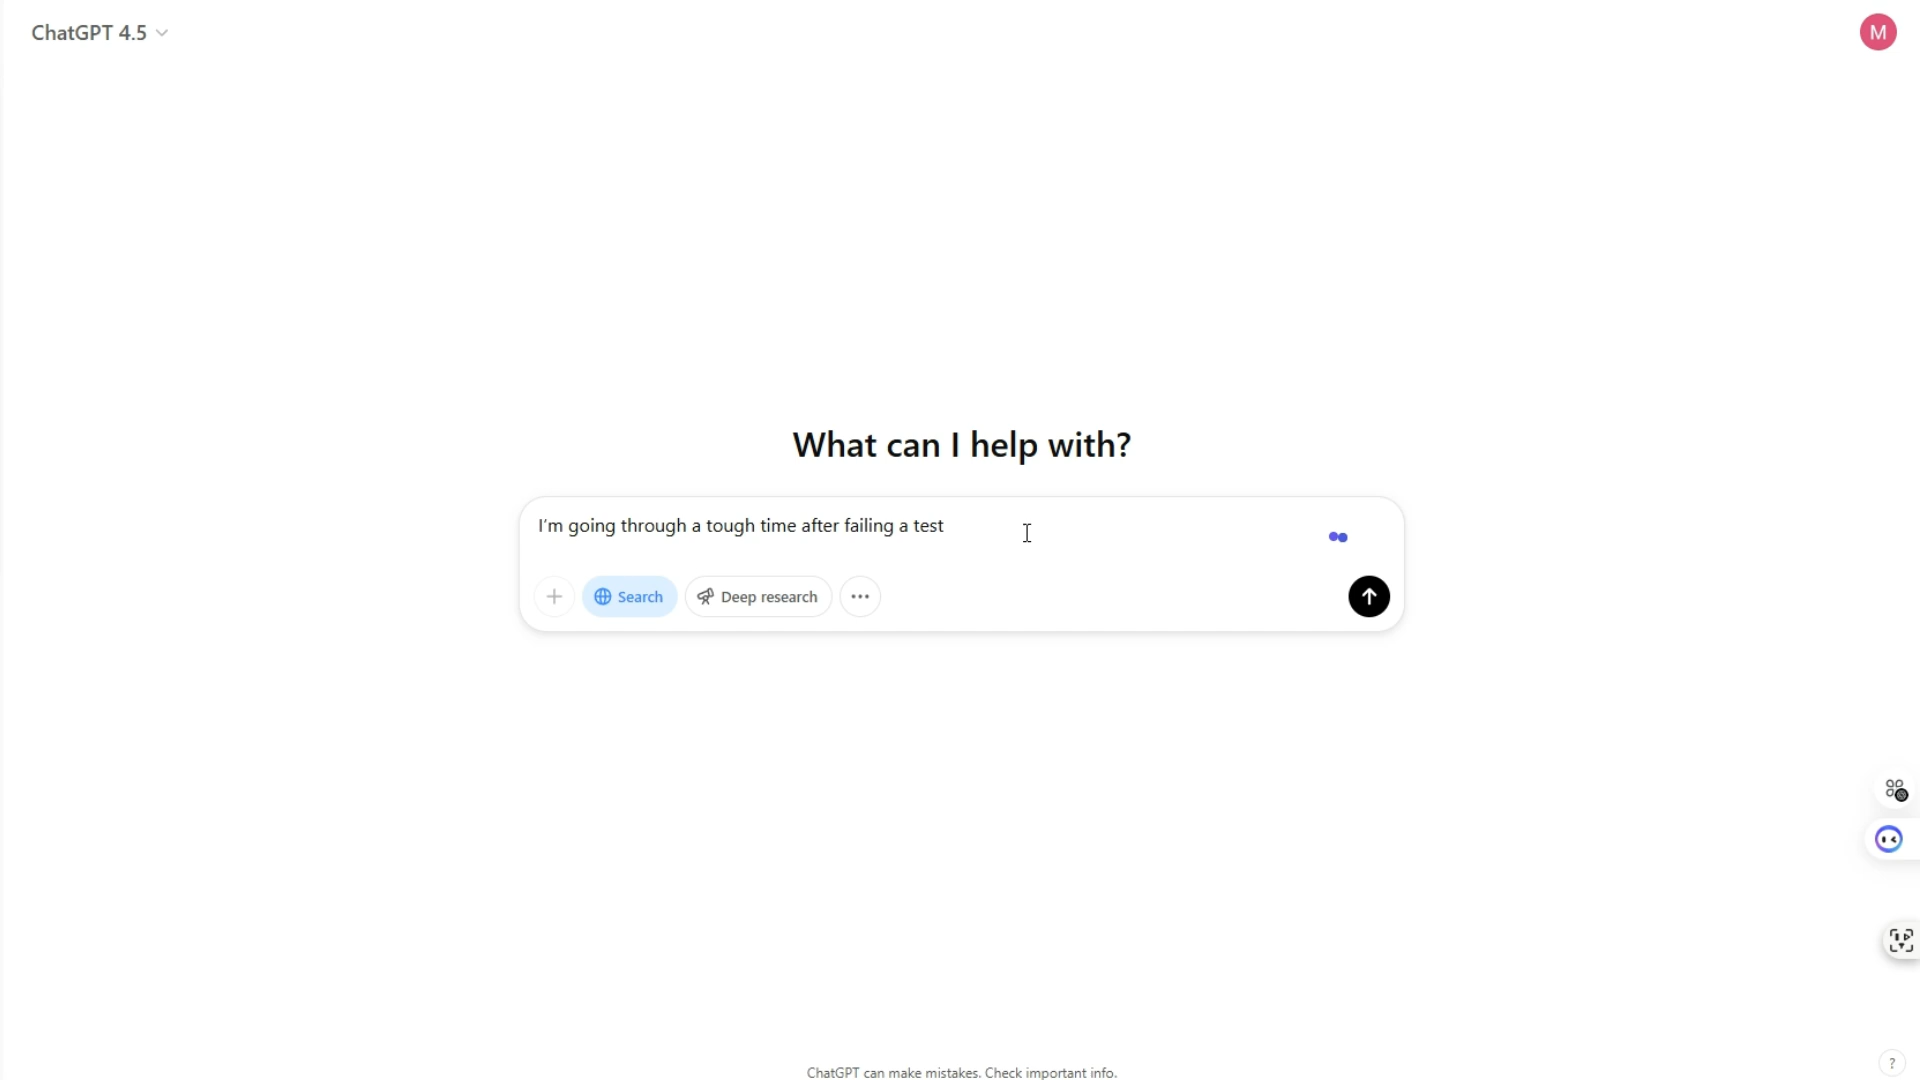 ChatGPT 4.5
M
What can I help with?
I'm going through a tough time after failing a test
Search
Deep research
ChatGPT can make mistakes. Check important info.
?